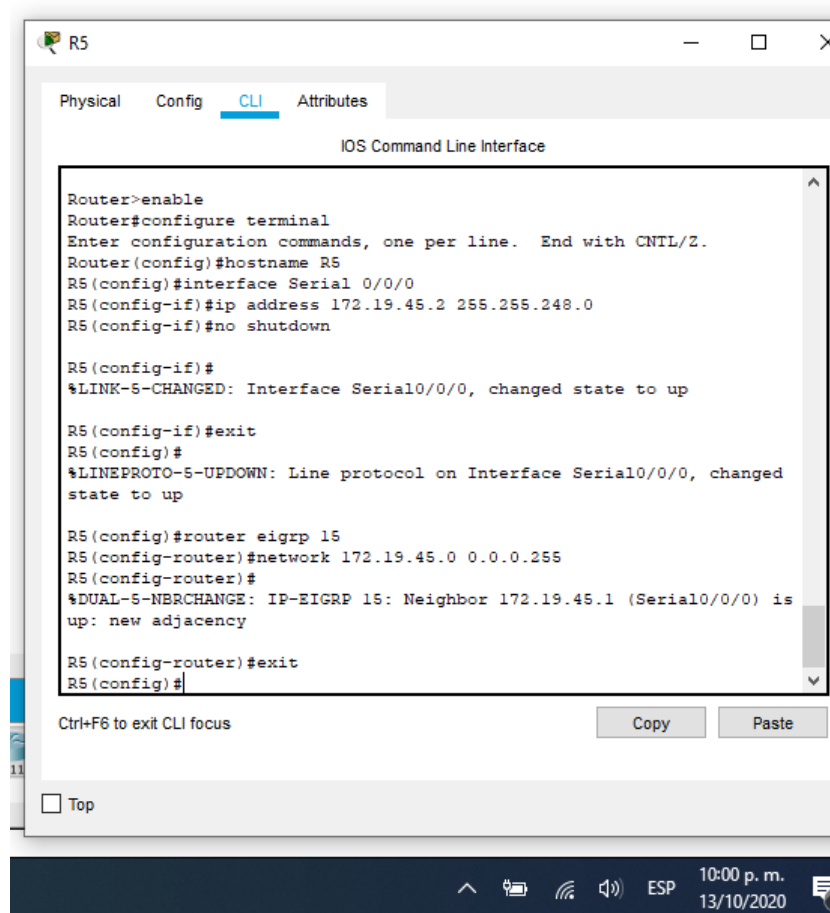 R5
Physical Config CLI Attributes
IOS Command Line Interface
Router>enable
Router#configure terminal
Enter configuration commands, one per line.  End with CNTL/Z.
Router(config)#hostname R5
R5(config)#interface Serial 0/0/0
R5(config-if)#ip address 172.19.45.2 255.255.248.0
R5(config-if)#no shutdown
R5(config-if)#
%LINK-5-CHANGED: Interface Serial0/0/0, changed state to up
R5(config-if)#exit
R5(config)#
%LINEPROTO-5-UPDOWN: Line protocol on Interface Serial0/0/0, changed
state to up
R5(config)#router eigrp 15
R5(config-router)#network 172.19.45.0 0.0.0.255
R5(config-router)#
%DUAL-5-NBRCHANGE: IP-EIGRP 15: Neighbor 172.19.45.1 (Serial0/0/0) is
up: new adjacency
R5(config-router)#exit
R5(config)#
Ctrl+F6 to exit CLI focus
Copy
Paste
11
Top
ESP
10:00 p. m.
13/10/2020